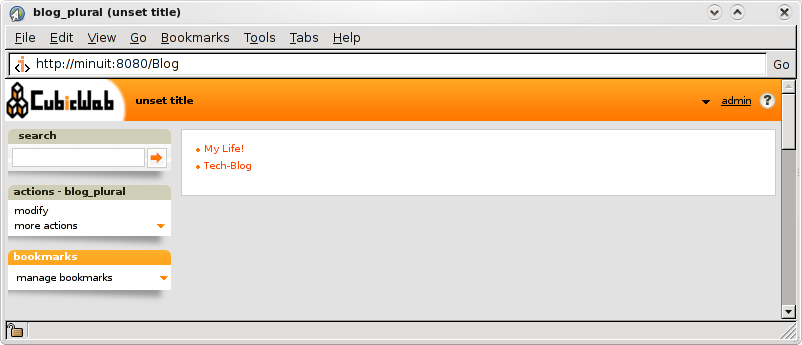 blog_plural (unset title)
File Edit View Go Bookmarks Tools Tabs Help
http://minuit:8080/Blog Go
CubicWeb unset title admin ?
search
My Life!
Tech-Blog
actions - blog_plural
modify
more actions
bookmarks
manage bookmarks